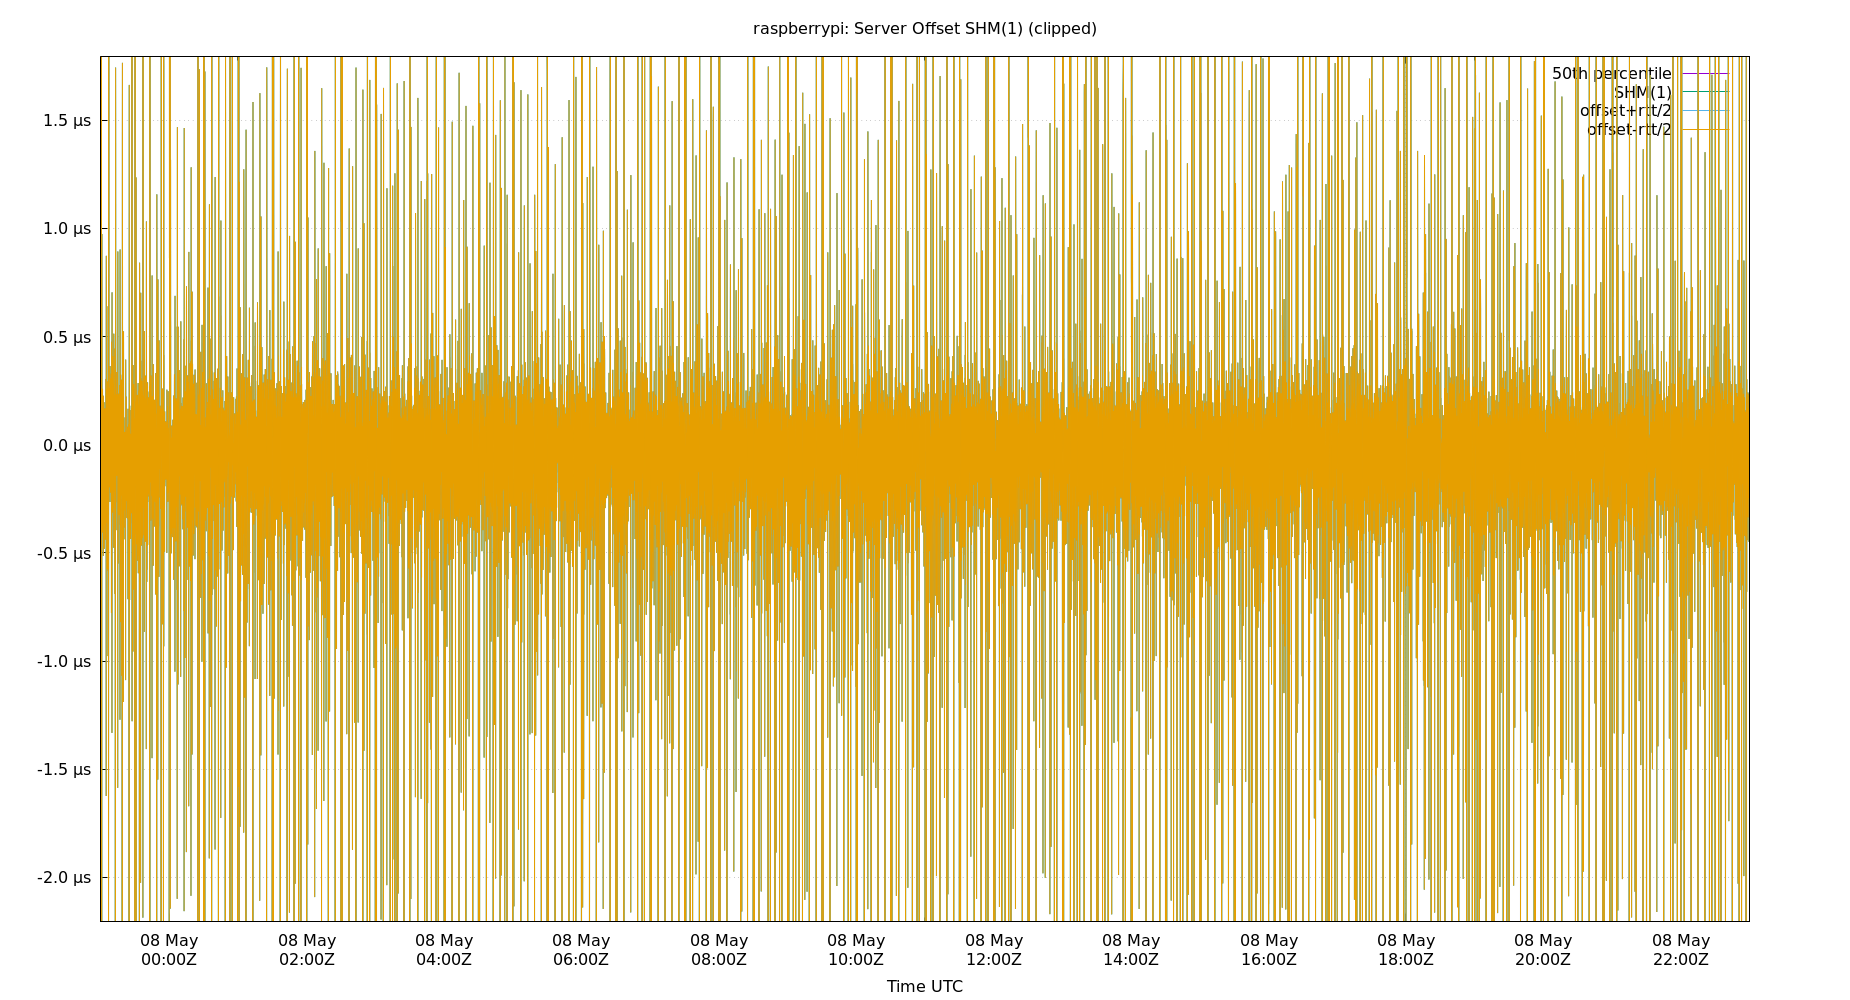 raspberrypi: Server Offset SHM(1) (clipped)
50th percentile
SHM(1)
offset+rtt/2
offset-rtt/2
1.5 µs
1.0 µs
0.5 µs
0.0 µs
-0.5 µs
-1.0 µs
-1.5 µs
-2.0 µs
08 May 08 May 08 May 08 May 08 May 08 May 08 May 08 May 08 May 08 May 08 May 08 May
00:00Z 02:00Z 04:00Z 06:00Z 08:00Z 10:00Z 12:00Z 14:00Z 16:00Z 18:00Z 20:00Z 22:00Z
Time UTC